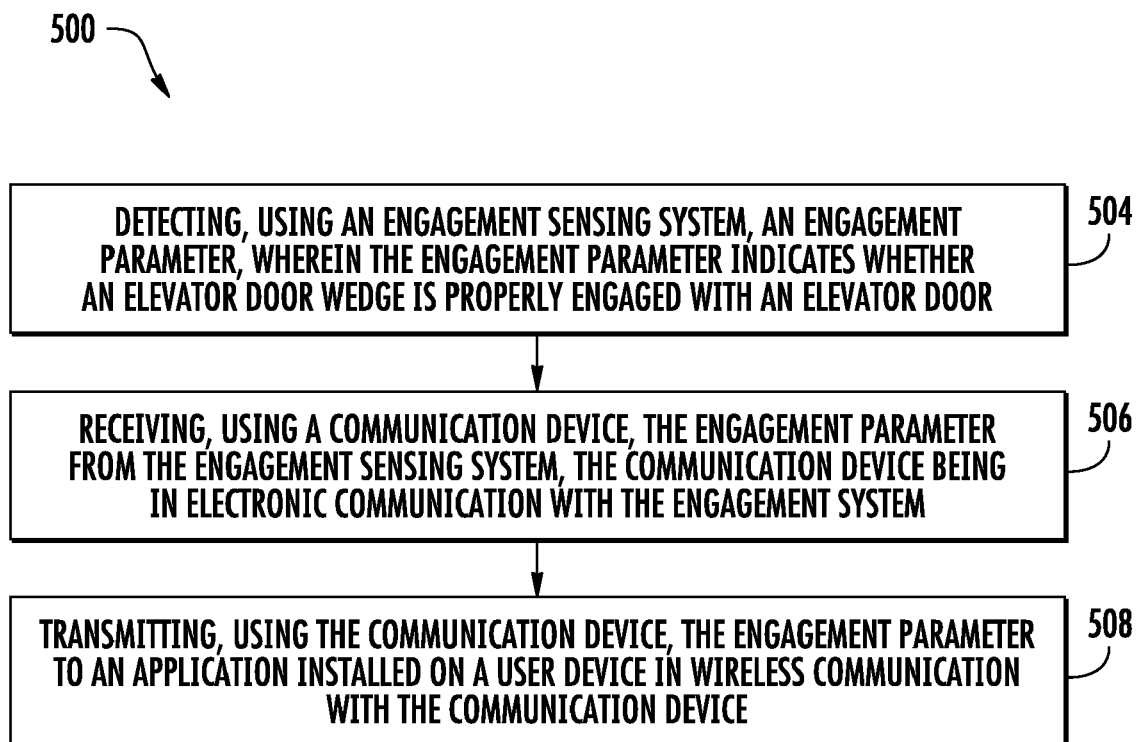 500
DETECTING, USING AN ENGAGEMENT SENSING SYSTEM, AN ENGAGEMENT
PARAMETER, WHEREIN THE ENGAGEMENT PARAMETER INDICATES WHETHER
AN ELEVATOR DOOR WEDGE IS PROPERLY ENGAGED WITH AN ELEVATOR DOOR
504
RECEIVING, USING A COMMUNICATION DEVICE, THE ENGAGEMENT PARAMETER
FROM THE ENGAGEMENT SENSING SYSTEM, THE COMMUNICATION DEVICE BEING
IN ELECTRONIC COMMUNICATION WITH THE ENGAGEMENT SYSTEM
506
TRANSMITTING, USING THE COMMUNICATION DEVICE, THE ENGAGEMENT PARAMETER
TO AN APPLICATION INSTALLED ON A USER DEVICE IN WIRELESS COMMUNICATION
WITH THE COMMUNICATION DEVICE
508